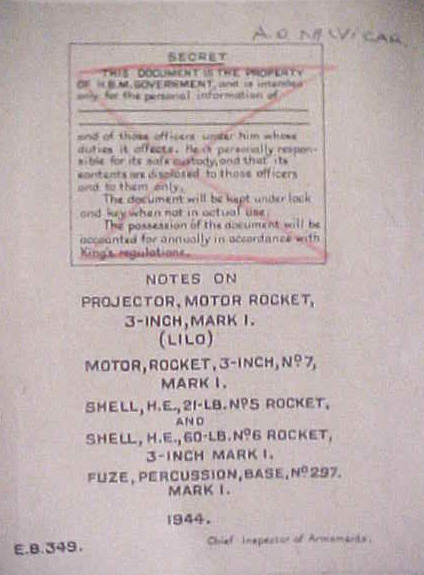 A.D. McVICAR.
SECRET
THIS DOCUMENT IS THE PROPERTY
OF H.B.M. GOVERNMENT, and is intended
only for the personal information of
and of those officers under him whose
duties it affects. He is personally respon-
sible for its safe custody, and that its
contents are disclosed to those officers
and to them only.
The document will be kept under lock
and key when not in actual use.
The possession of the document will be
accounted for annually in accordance with
King's regulations.
NOTES ON
PROJECTOR, MOTOR ROCKET,
3-INCH, MARK I.
(LILO)
MOTOR, ROCKET, 3-INCH, Nº 7,
MARK I.
SHELL, H.E., 21-LB. Nº 5 ROCKET,
AND
SHELL, H.E., 60-LB. Nº 6 ROCKET,
3-INCH MARK I.
FUZE, PERCUSSION, BASE, Nº 297.
MARK I.
1944.
Chief Inspector of Armaments.
E.B. 349.